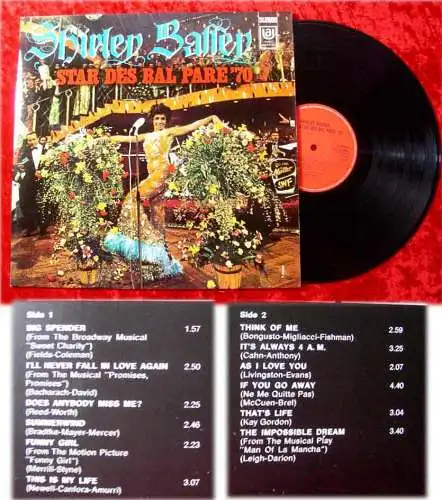 Shirley Bassey
STAR DES BAL PARE '70
Side 1
BIG SPENDER 1.57
(From The Broadway Musical
"Sweet Charity")
(Fields-Coleman)
I'LL NEVER FALL IN LOVE AGAIN 2.50
(From The Musical "Promises,
Promises")
(Bacharach-David)
DOES ANYBODY MISS ME? 2.25
(Reed-Worth)
SUMMERWIND 2.46
(Bradtke-Mayer-Mercer)
FUNNY GIRL 2.23
(From The Motion Picture
"Funny Girl")
(Merrill-Styne)
THIS IS MY LIFE 3.07
(Newell-Canfora-Amurri)
Side 2
THINK OF ME 2.59
(Bongusto-Migliacci-Fishman)
IT'S ALWAYS 4 A.M. 3.25
(Cahn-Anthony)
AS I LOVE YOU 2.07
(Livingston-Evans)
IF YOU GO AWAY 4.40
(Ne Me Quitte Pas)
(McCuen-Brel)
THAT'S LIFE 3.04
(Kay Gordon)
THE IMPOSSIBLE DREAM 3.40
(From The Musical Play
"Man Of La Mancha")
(Leigh-Darion)